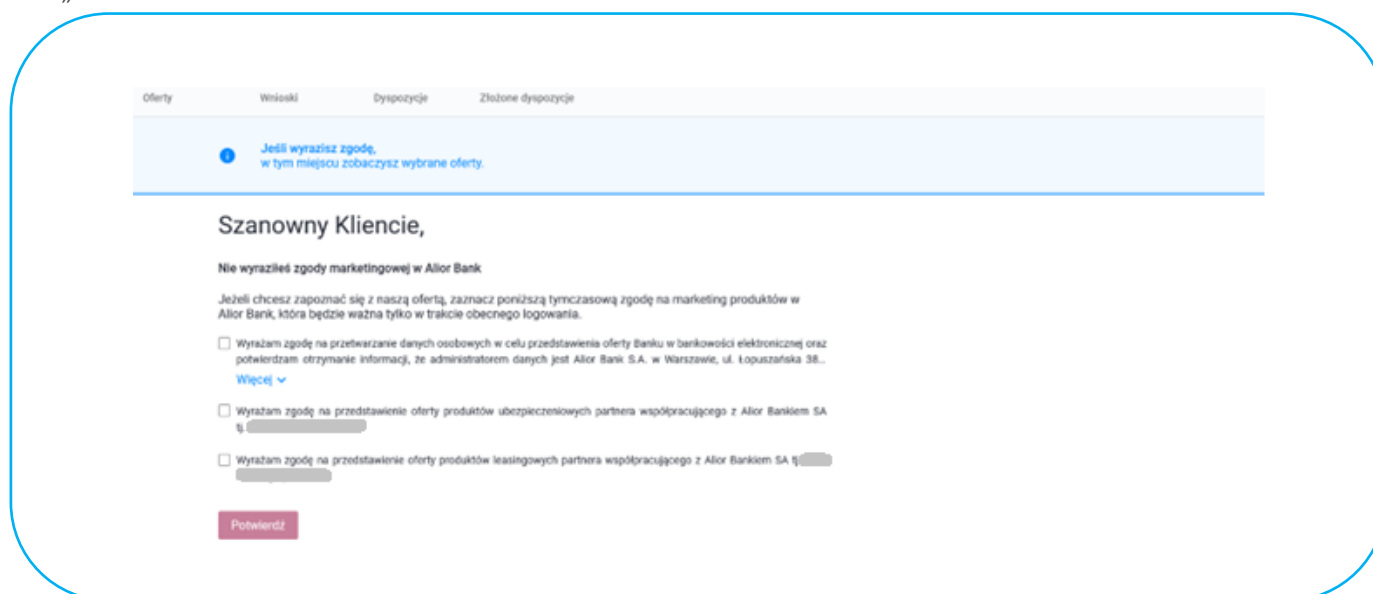 „
Oferty Wnioski Dyspozycje Złożone dyspozycje
Jeśli wyrazisz zgodę,
w tym miejscu zobaczysz wybrane oferty.
Szanowny Kliencie,
Nie wyraziłeś zgody marketingowej w Alior Bank
Jeżeli chcesz zapoznać się z naszą ofertą, zaznacz poniższą tymczasową zgodę na marketing produktów w
Alior Bank, która będzie ważna tylko w trakcie obecnego logowania.
Wyrażam zgodę na przetwarzanie danych osobowych w celu przedstawienia oferty Banku w bankowości elektronicznej oraz
potwierdzam otrzymanie informacji, że administratorem danych jest Alior Bank S.A. w Warszawie, ul. Łopuszańska 38...
Więcej
Wyrażam zgodę na przedstawienie oferty produktów ubezpieczeniowych partnera współpracującego z Alior Bankiem SA
tj.
Wyrażam zgodę na przedstawienie oferty produktów leasingowych partnera współpracującego z Alior Bankiem SA tj
Potwierdź